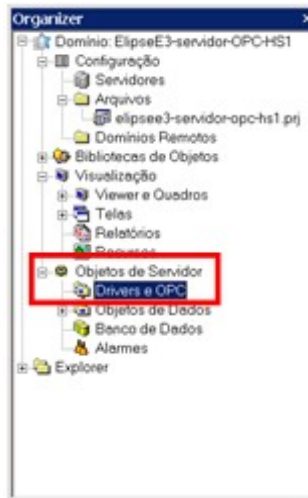 Organizer
Domínio: ElipseE3-servidor-OPC-HS1
Configuração
Servidores
Arquivos
elipsee3-servidor-opc-hs1.prj
Domínios Remotos
Bibliotecas de Objetos
Visualização
Viewer e Quadros
Telas
Relatórios
Recursos
Objetos de Servidor
Drivers e OPC
Objetos de Dados
Banco de Dados
Alarmes
Explorer